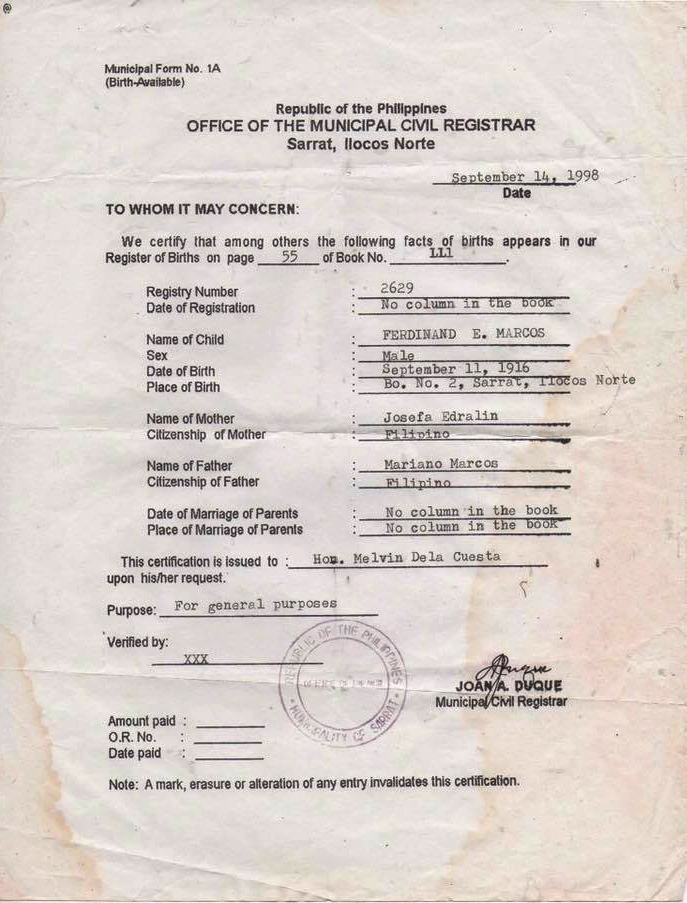 @
Municipal Form No. 1A
(Birth-Available)
Republic of the Philippines
OFFICE OF THE MUNICIPAL CIVIL REGISTRAR
Sarrat, Ilocos Norte
September 14, 1998
Date
TO WHOM IT MAY CONCERN:
We certify that among others the following facts of births appears in our
Register of Births on page 55 of Book No. LLL.
Registry Number : 2629
Date of Registration : No column in the book
Name of Child : FERDINAND E. MARCOS
Sex : Male
Date of Birth : September 11, 1916
Place of Birth : Bo. No. 2, Sarrat, Ilocos Norte
Name of Mother : Josefa Edralin
Citizenship of Mother : Filipino
Name of Father : Mariano Marcos
Citizenship of Father : Filipino
Date of Marriage of Parents : No column in the book
Place of Marriage of Parents : No column in the book
This certification is issued to : Hon. Melvin Dela Cuesta
upon his/her request.
Purpose: For general purposes
Verified by:
XXX
REPUBLIC OF THE PHILIPPINES
MUNICIPALITY OF SARRAT
JOAN A. DUQUE
Municipal Civil Registrar
Amount paid :
O.R. No. :
Date paid :
Note: A mark, erasure or alteration of any entry invalidates this certification.